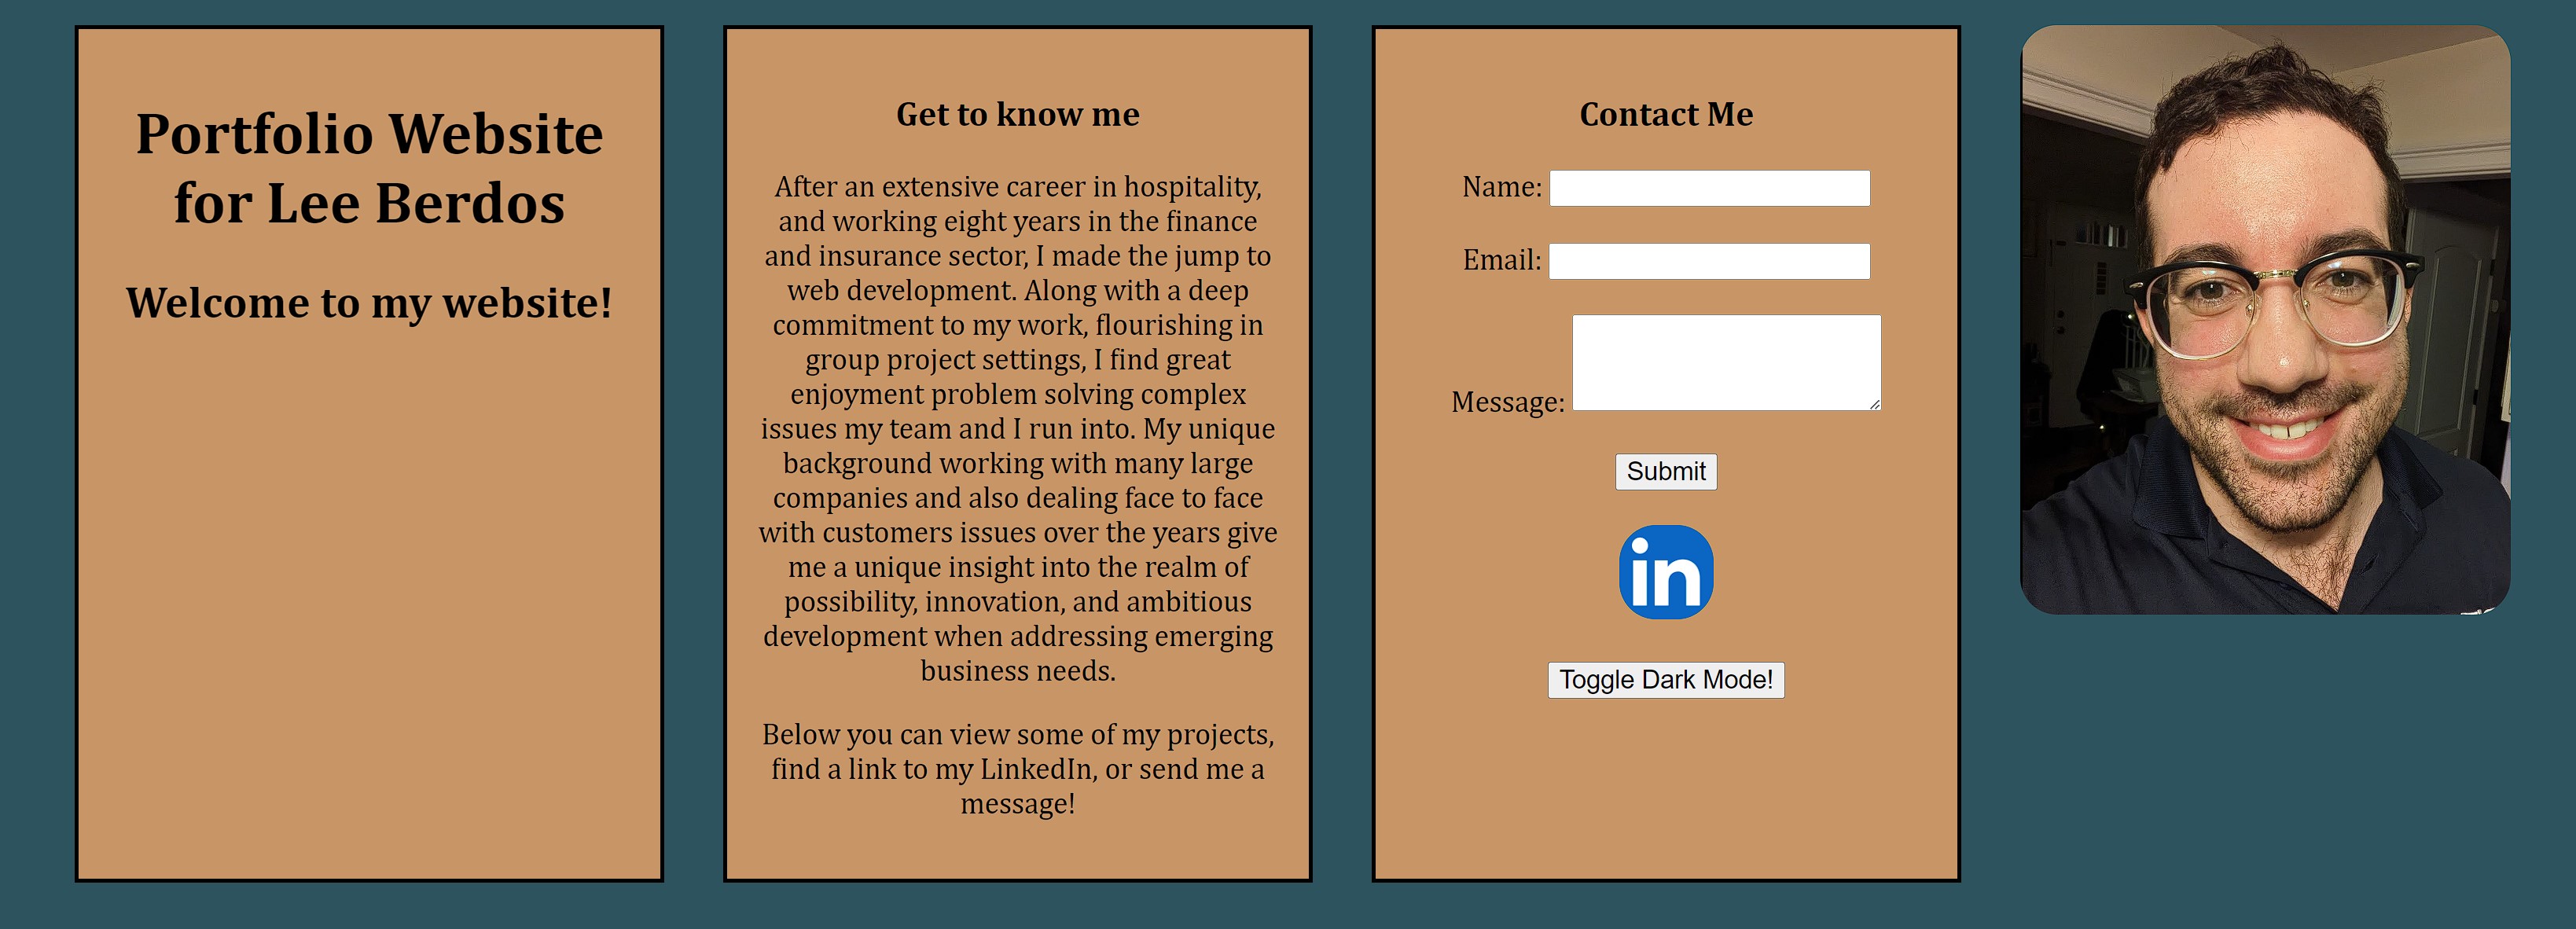 Portfolio Website
for Lee Berdos
Welcome to my website!
Get to know me
After an extensive career in hospitality,
and working eight years in the finance
and insurance sector, I made the jump to
web development. Along with a deep
commitment to my work, flourishing in
group project settings, I find great
enjoyment problem solving complex
issues my team and I run into. My unique
background working with many large
companies and also dealing face to face
with customers issues over the years give
me a unique insight into the realm of
possibility, innovation, and ambitious
development when addressing emerging
business needs.
Below you can view some of my projects,
find a link to my LinkedIn, or send me a
message!
Contact Me
Name:
Email:
Message:
Submit
in
Toggle Dark Mode!